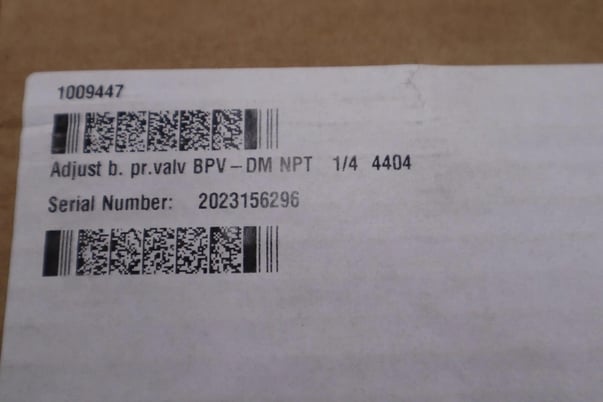 1009447
Adjust b. pr.valv BPV-DM NPT 1/4 4404
Serial Number: 2023156296